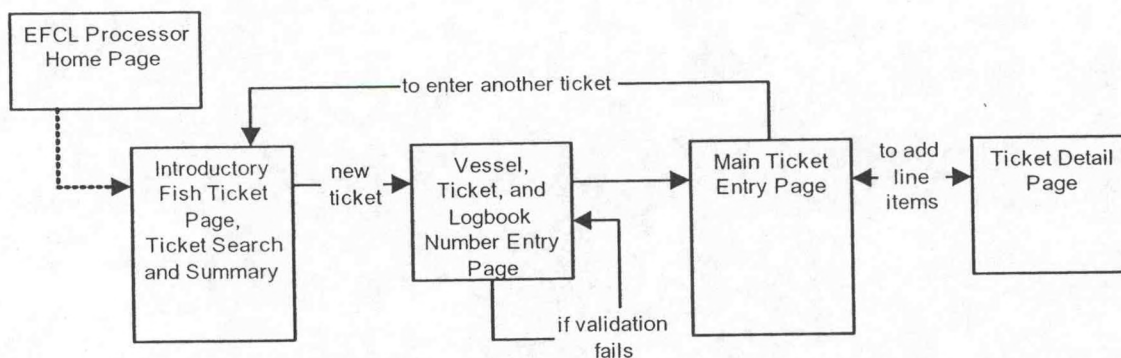 EFCL Processor
Home Page
to enter another ticket
Introductory
Fish Ticket
Page,
Ticket Search
and Summary
new
ticket
Vessel,
Ticket, and
Logbook
Number Entry
Page
if validation
fails
Main Ticket
Entry Page
to add
line
items
Ticket Detail
Page